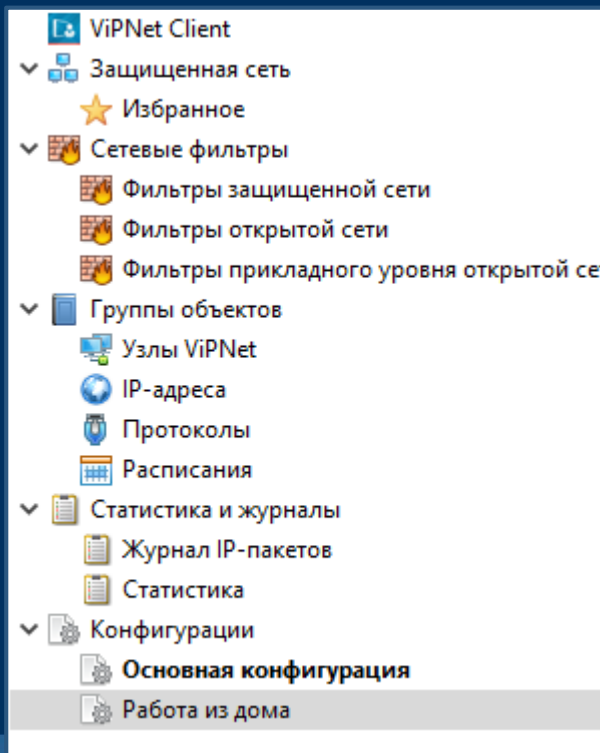 ViPNet Client
Защищенная сеть
Избранное
Сетевые фильтры
Фильтры защищенной сети
Фильтры открытой сети
Фильтры прикладного уровня открытой се
Группы объектов
Узлы ViPNet
IP-адреса
Протоколы
Расписания
Статистика и журналы
Журнал IP-пакетов
Статистика
Конфигурации
Основная конфигурация
Работа из дома